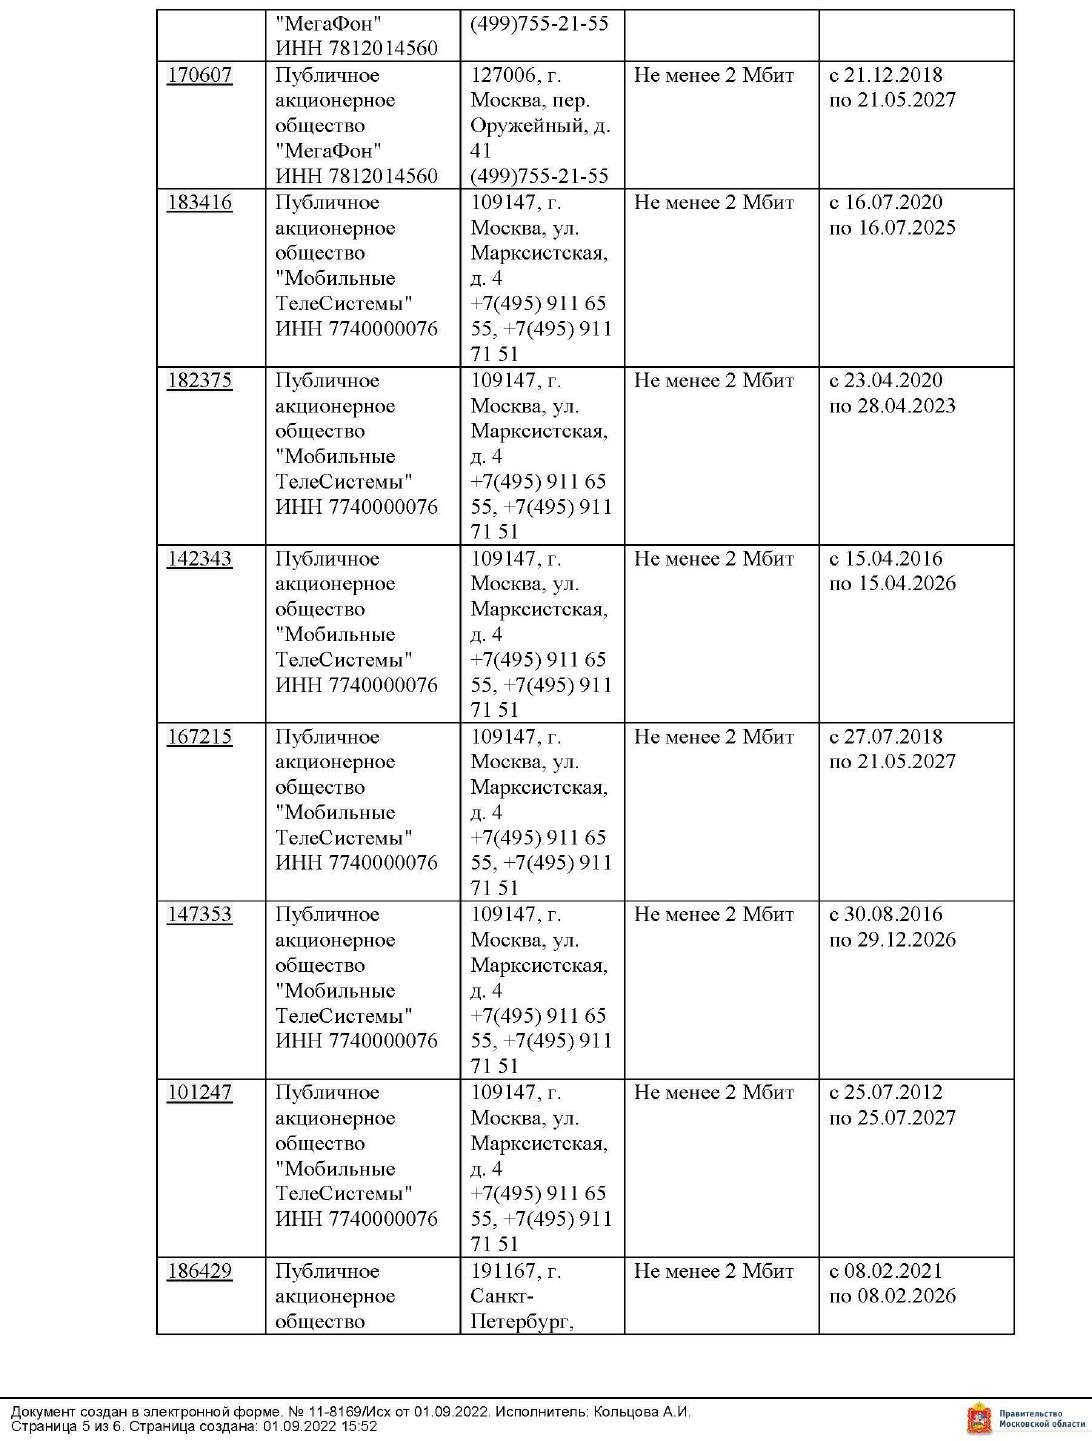 "МегаФон"
ИНН 7812014560
(499)755-21-55
170607
Публичное
акционерное
общество
"МегаФон"
ИНН 7812014560
127006, г.
Москва, пер.
Оружейный, д.
41
(499)755-21-55
Не менее 2 Мбит
с 21.12.2018
по 21.05.2027
183416
Публичное
акционерное
общество
"Мобильные
ТелеСистемы"
ИНН 7740000076
109147, г.
Москва, ул.
Марксистская,
д. 4
+7(495) 911 65
55, +7(495) 911
71 51
Не менее 2 Мбит
с 16.07.2020
по 16.07.2025
182375
Публичное
акционерное
общество
"Мобильные
ТелеСистемы"
ИНН 7740000076
109147, г.
Москва, ул.
Марксистская,
д. 4
+7(495) 911 65
55, +7(495) 911
71 51
Не менее 2 Мбит
с 23.04.2020
по 28.04.2023
142343
Публичное
акционерное
общество
"Мобильные
ТелеСистемы"
ИНН 7740000076
109147, г.
Москва, ул.
Марксистская,
д. 4
+7(495) 911 65
55, +7(495) 911
71 51
Не менее 2 Мбит
с 15.04.2016
по 15.04.2026
167215
Публичное
акционерное
общество
"Мобильные
ТелеСистемы"
ИНН 7740000076
109147, г.
Москва, ул.
Марксистская,
д. 4
+7(495) 911 65
55, +7(495) 911
71 51
Не менее 2 Мбит
с 27.07.2018
по 21.05.2027
147353
Публичное
акционерное
общество
"Мобильные
ТелеСистемы"
ИНН 7740000076
109147, г.
Москва, ул.
Марксистская,
д. 4
+7(495) 911 65
55, +7(495) 911
71 51
Не менее 2 Мбит
с 30.08.2016
по 29.12.2026
101247
Публичное
акционерное
общество
"Мобильные
ТелеСистемы"
ИНН 7740000076
109147, г.
Москва, ул.
Марксистская,
д. 4
+7(495) 911 65
55, +7(495) 911
71 51
Не менее 2 Мбит
с 25.07.2012
по 25.07.2027
186429
Публичное
акционерное
общество
191167, г.
Санкт-
Петербург,
Не менее 2 Мбит
с 08.02.2021
по 08.02.2026
Документ создан в электронной форме. № 11-8169/Исх от 01.09.2022. Исполнитель: Кольцова А.И.
Страница 5 из 6. Страница создана: 01.09.2022 15:52
Правительство
Московской области